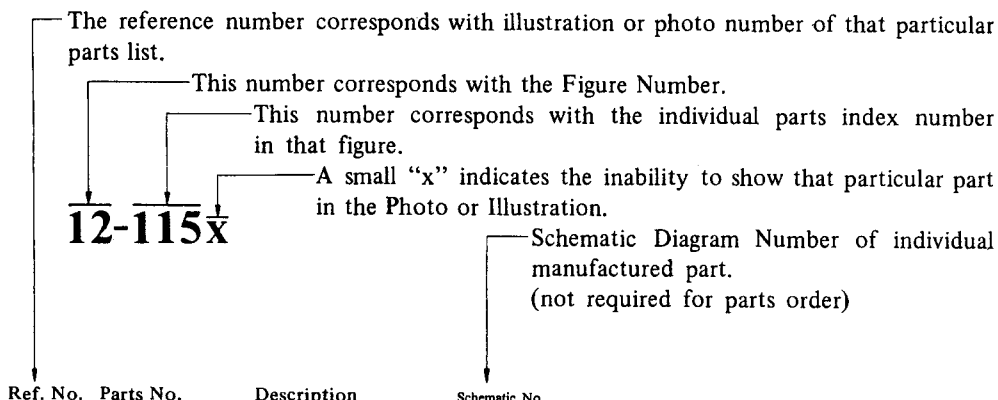 The reference number corresponds with illustration or photo number of that particular
parts list.
This number corresponds with the Figure Number.
This number corresponds with the individual parts index number
in that figure.
A small “x” indicates the inability to show that particular part
in the Photo or Illustration.
12-115x
Schematic Diagram Number of individual
manufactured part.
(not required for parts order)
Ref. No. Parts No. Description Schematic No.